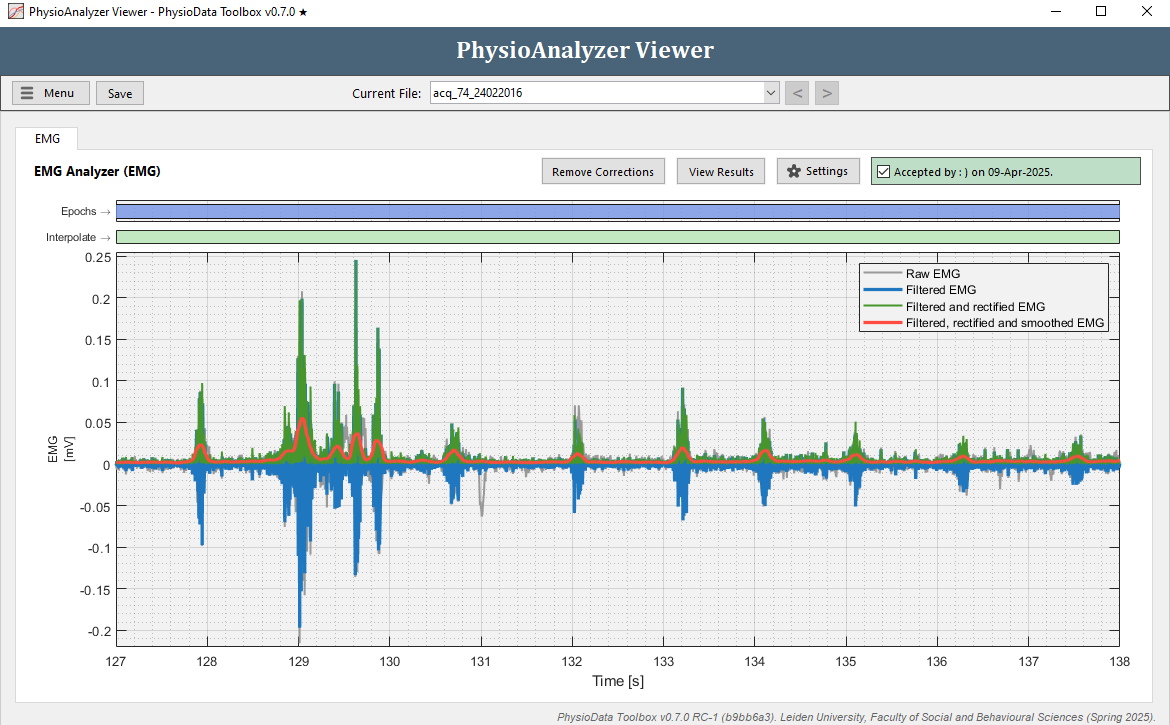 PhysioAnalyzer Viewer - PhysioData Toolbox v0.7.0 ★
PhysioAnalyzer Viewer
Menu Save Current File: acq_74_24022016 < >
EMG
EMG Analyzer (EMG) Remove Corrections View Results Settings Accepted by : ) on 09-Apr-2025.
Epochs →
Interpolate →
0.25
0.2
0.15
0.1
0.05
0
-0.05
-0.1
-0.15
-0.2
EMG
[mV]
Raw EMG
Filtered EMG
Filtered and rectified EMG
Filtered, rectified and smoothed EMG
127 128 129 130 131 132 133 134 135 136 137 138
Time [s]
PhysioData Toolbox v0.7.0 RC-1 (b9bb6a3). Leiden University, Faculty of Social and Behavioural Sciences (Spring 2025).